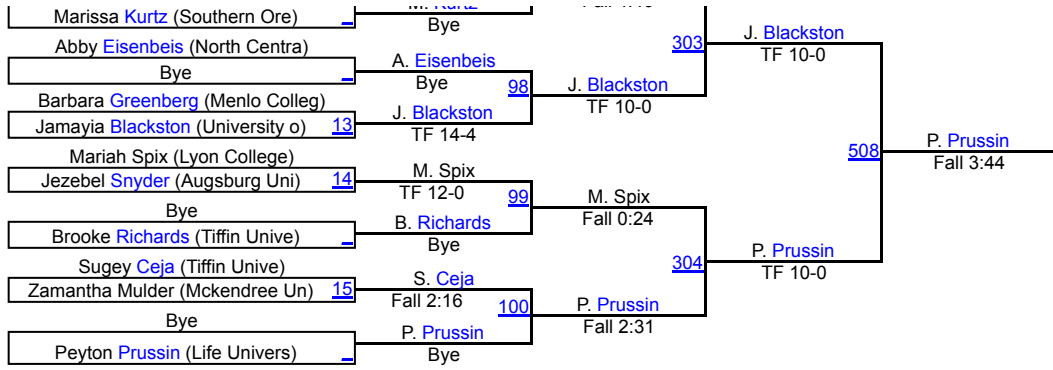 Marissa Kurtz (Southern Ore)
M. Kurtz
Bye
Abby Eisenbeis (North Centra)
Bye
A. Eisenbeis
Bye
98
Barbara Greenberg (Menlo Colleg)
Jamayia Blackston (University o) 13
J. Blackston
TF 14-4
J. Blackston
TF 10-0
303
J. Blackston
TF 10-0
Mariah Spix (Lyon College)
Jezebel Snyder (Augsburg Uni) 14
M. Spix
TF 12-0
99
Bye
Brooke Richards (Tiffin Unive)
B. Richards
Bye
M. Spix
Fall 0:24
304
Sugey Ceja (Tiffin Unive)
Zamantha Mulder (Mckendree Un) 15
S. Ceja
Fall 2:16
100
Bye
Peyton Prussin (Life Univers)
P. Prussin
Bye
P. Prussin
Fall 2:31
P. Prussin
TF 10-0
508
P. Prussin
Fall 3:44